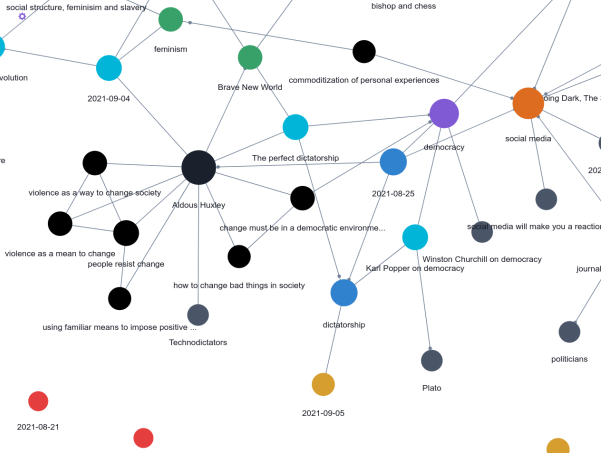 bishop and chess
social structure, feminism and slavery
feminism
volution
commoditization of personal experiences
Brave New World
2021-09-04
oing Dark, The
social media
democracy
The perfect dictatorship
re
violence as a way to change society
2021-08-25
202
Aldous Huxley
change must be in a democratic environme...
social media will make you a reaction
violence as a mean to change
people resist change
Winston Churchill on democracy
Karl Popper on democracy
journal
how to change bad things in society
using familiar means to impose positive ...
dictatorship
Technodictators
politicians
Plato
2021-09-05
2021-08-21